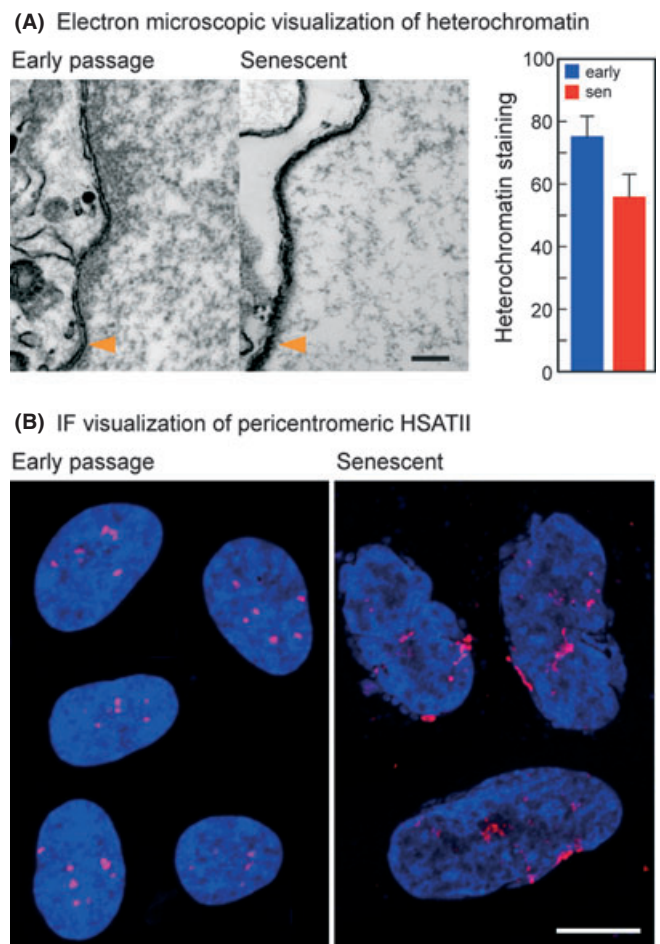 (A) Electron microscopic visualization of heterochromatin
Early passage
Senescent
Heterochromatin staining
100
80
60
40
20
0
early
sen
(B) IF visualization of pericentromeric HSATII
Early passage
Senescent